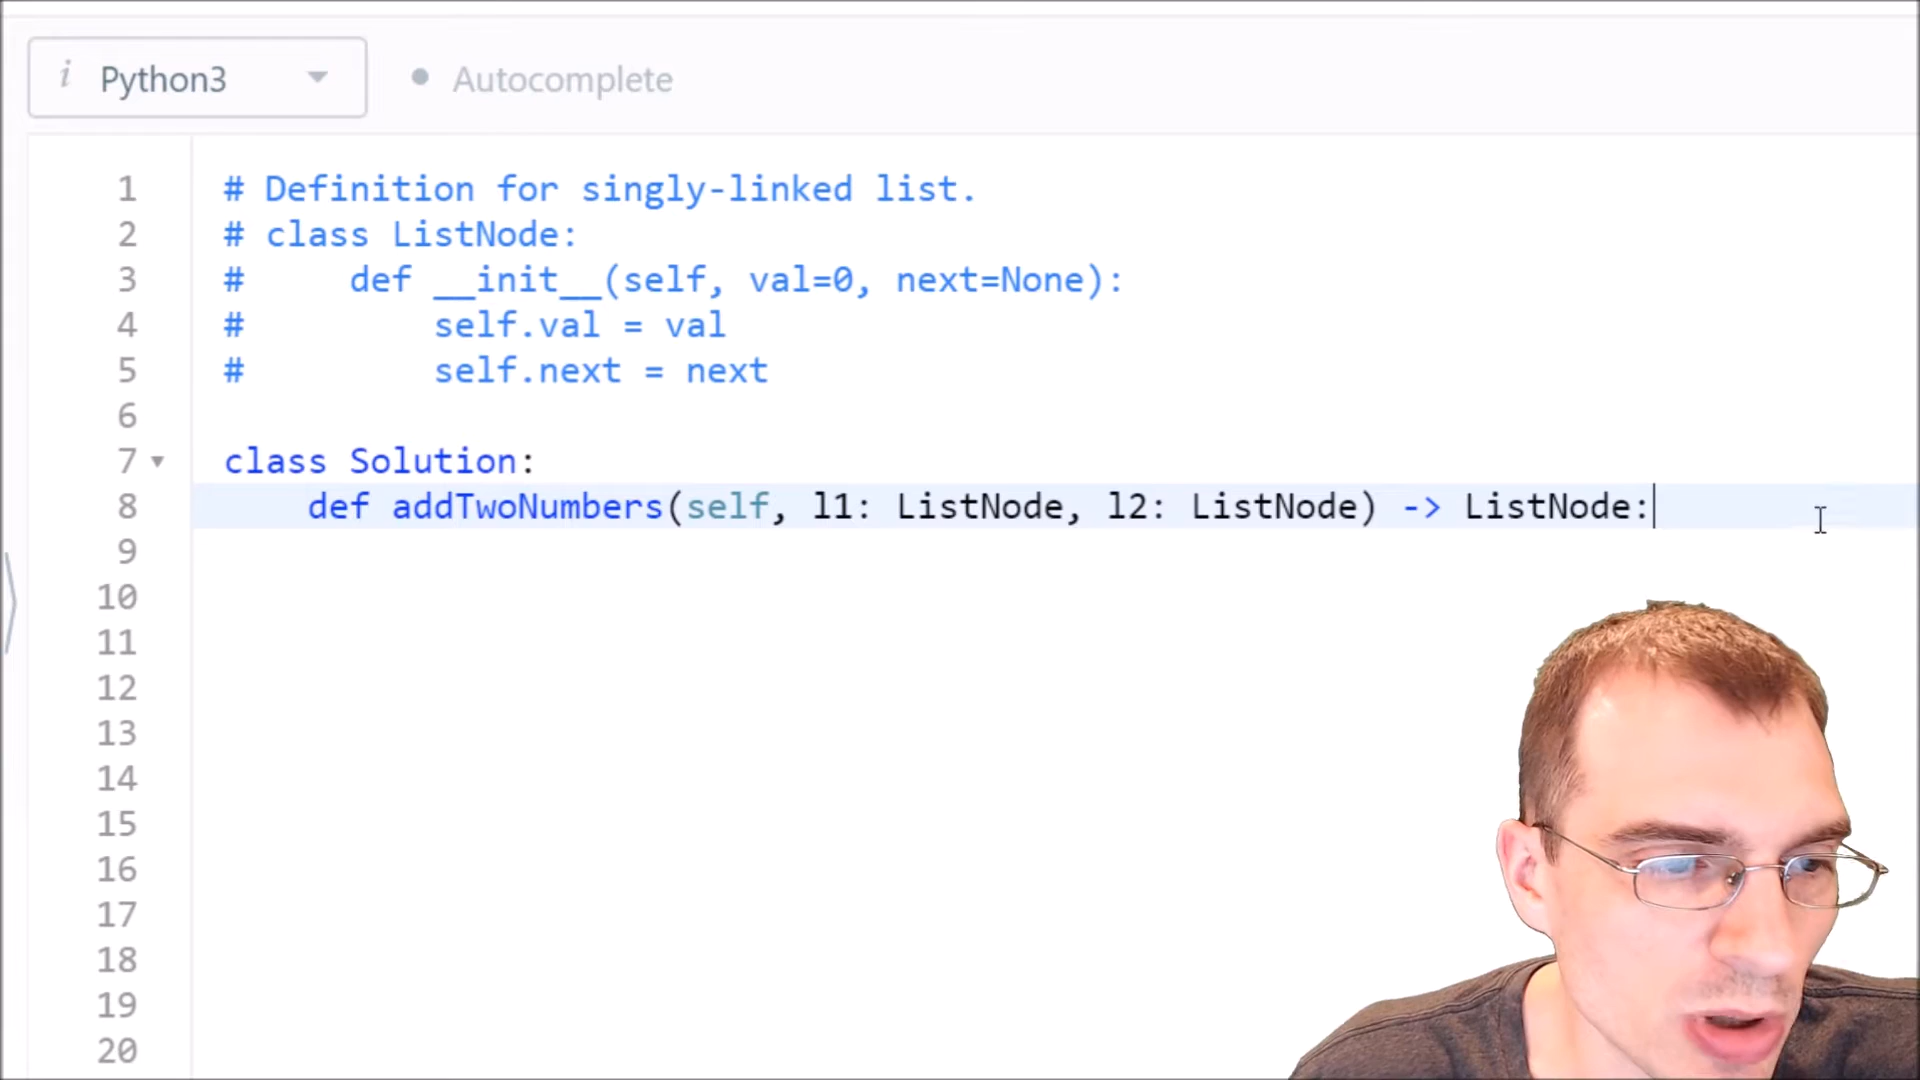 i Python3 Autocomplete
1 # Definition for singly-linked list.
2 # class ListNode:
3 #     def __init__(self, val=0, next=None):
4 #         self.val = val
5 #         self.next = next
6
7 class Solution:
8     def addTwoNumbers(self, l1: ListNode, l2: ListNode) -> ListNode:
9
10
11
12
13
14
15
16
17
18
19
20